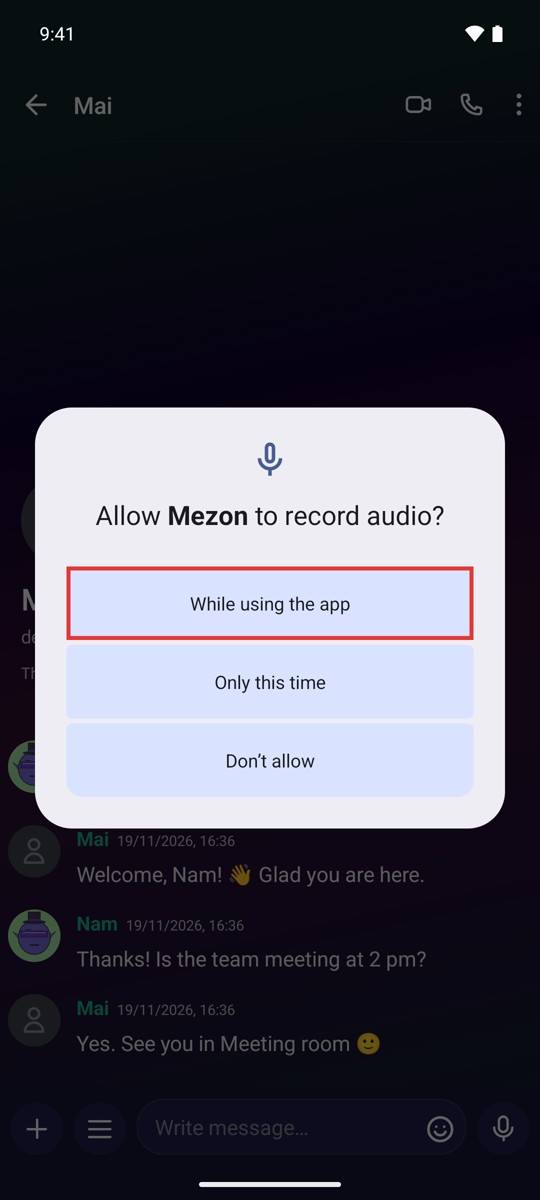 9:41
Mai
Allow Mezon to record audio?
While using the app
Only this time
Don’t allow
Mai 19/11/2026, 16:36
Welcome, Nam! 👋 Glad you are here.
Nam 19/11/2026, 16:36
Thanks! Is the team meeting at 2 pm?
Mai 19/11/2026, 16:36
Yes. See you in Meeting room 🙂
Write message...